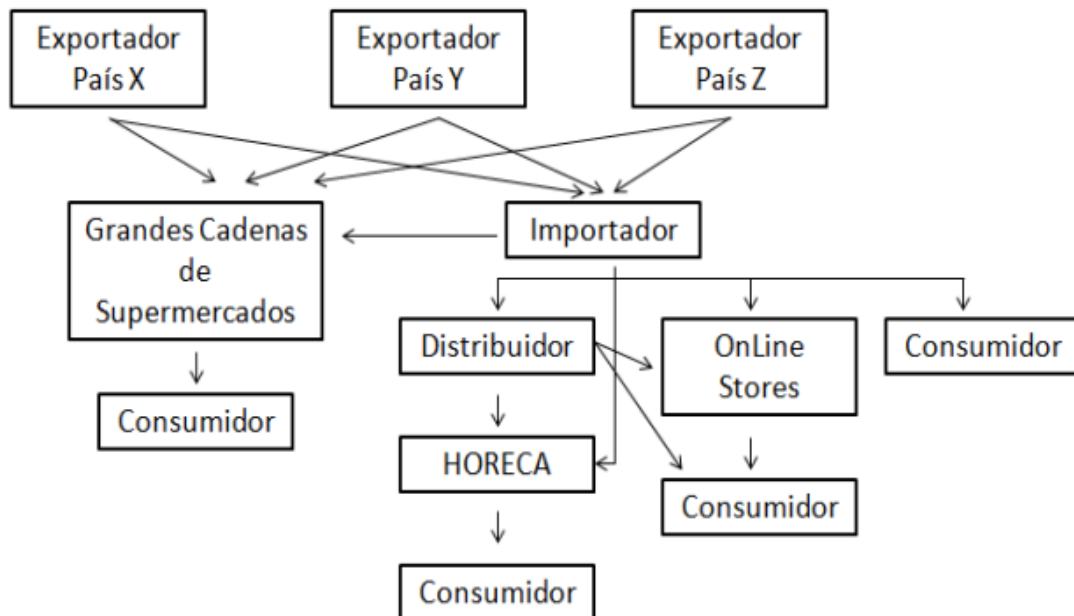 Exportador
País X
Exportador
País Y
Exportador
País Z
Grandes Cadenas
de
Supermercados
Importador
Distribuidor
OnLine
Stores
Consumidor
Consumidor
HORECA
Consumidor
Consumidor